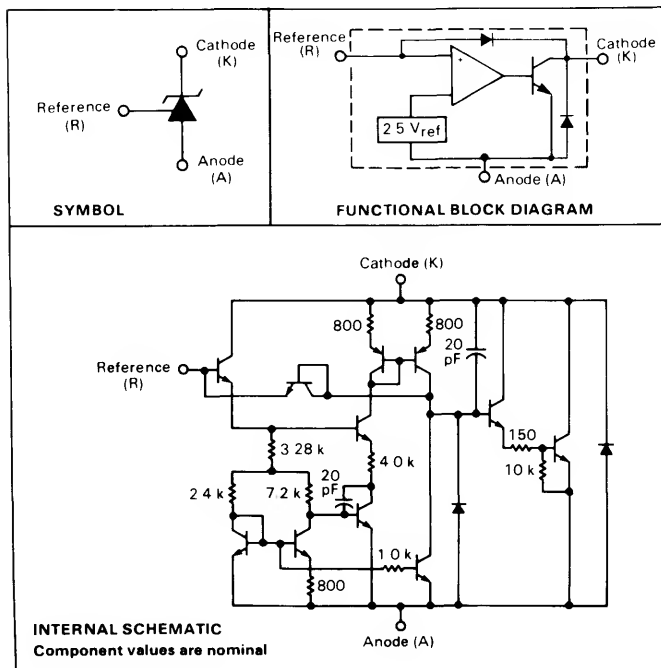 Cathode
(K)
Reference
(R)
Anode
(A)
SYMBOL
Reference
(R)
Cathode
(K)
+
2 5 Vref
Anode (A)
FUNCTIONAL BLOCK DIAGRAM
Cathode (K)
800
800
20
pF
Reference
(R)
150
3 28 k
4 0 k
10 k
2 4 k
7.2 k
20
pF
1 0 k
800
Anode (A)
INTERNAL SCHEMATIC
Component values are nominal